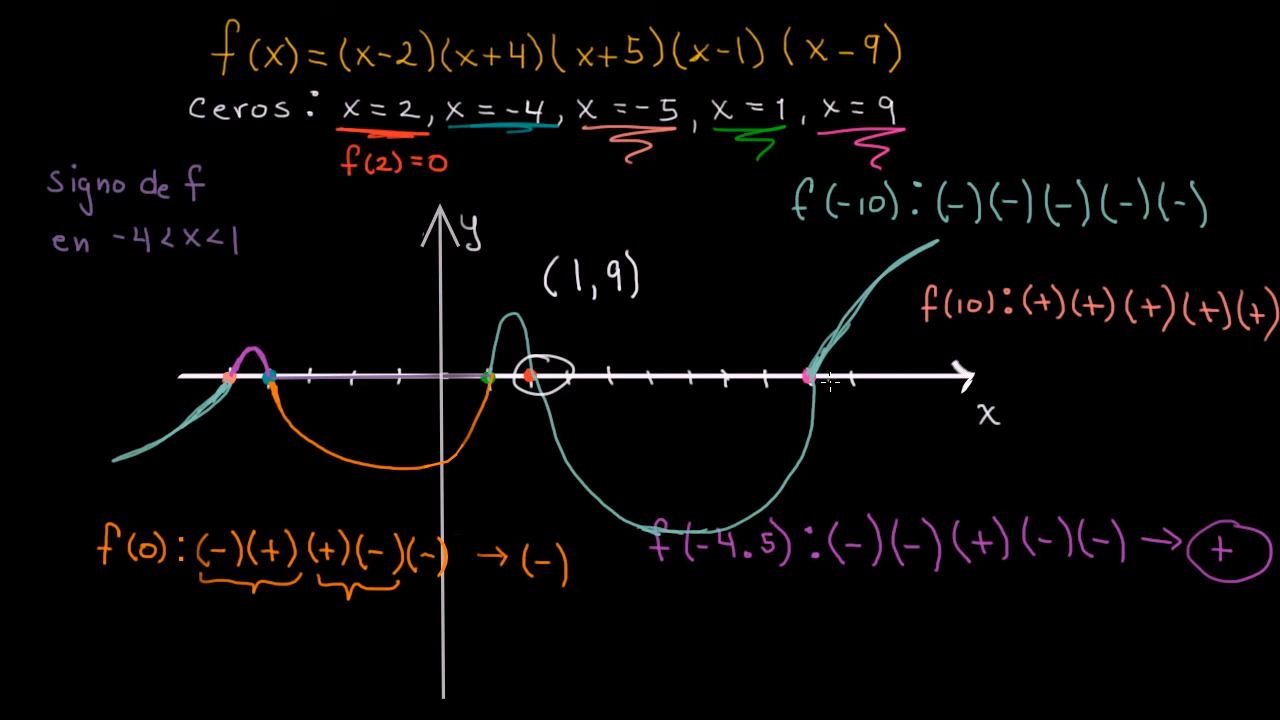 f(x)=(x-2)(x+4)(x+5)(x-1)(x-9)
ceros: x=2, x=-4, x=-5, x=1, x=9
f(2)=0
signo de f
en -4<x<1
f(-10): (-)(-)(-)(-)(-)
y
(1,9)
f(10): (+)(+)(+)(+)(+)
x
f(0): (-)(+)(+)(-)(-) → (-)
f(-4.5): (-)(-)(+)(-)(-) → +